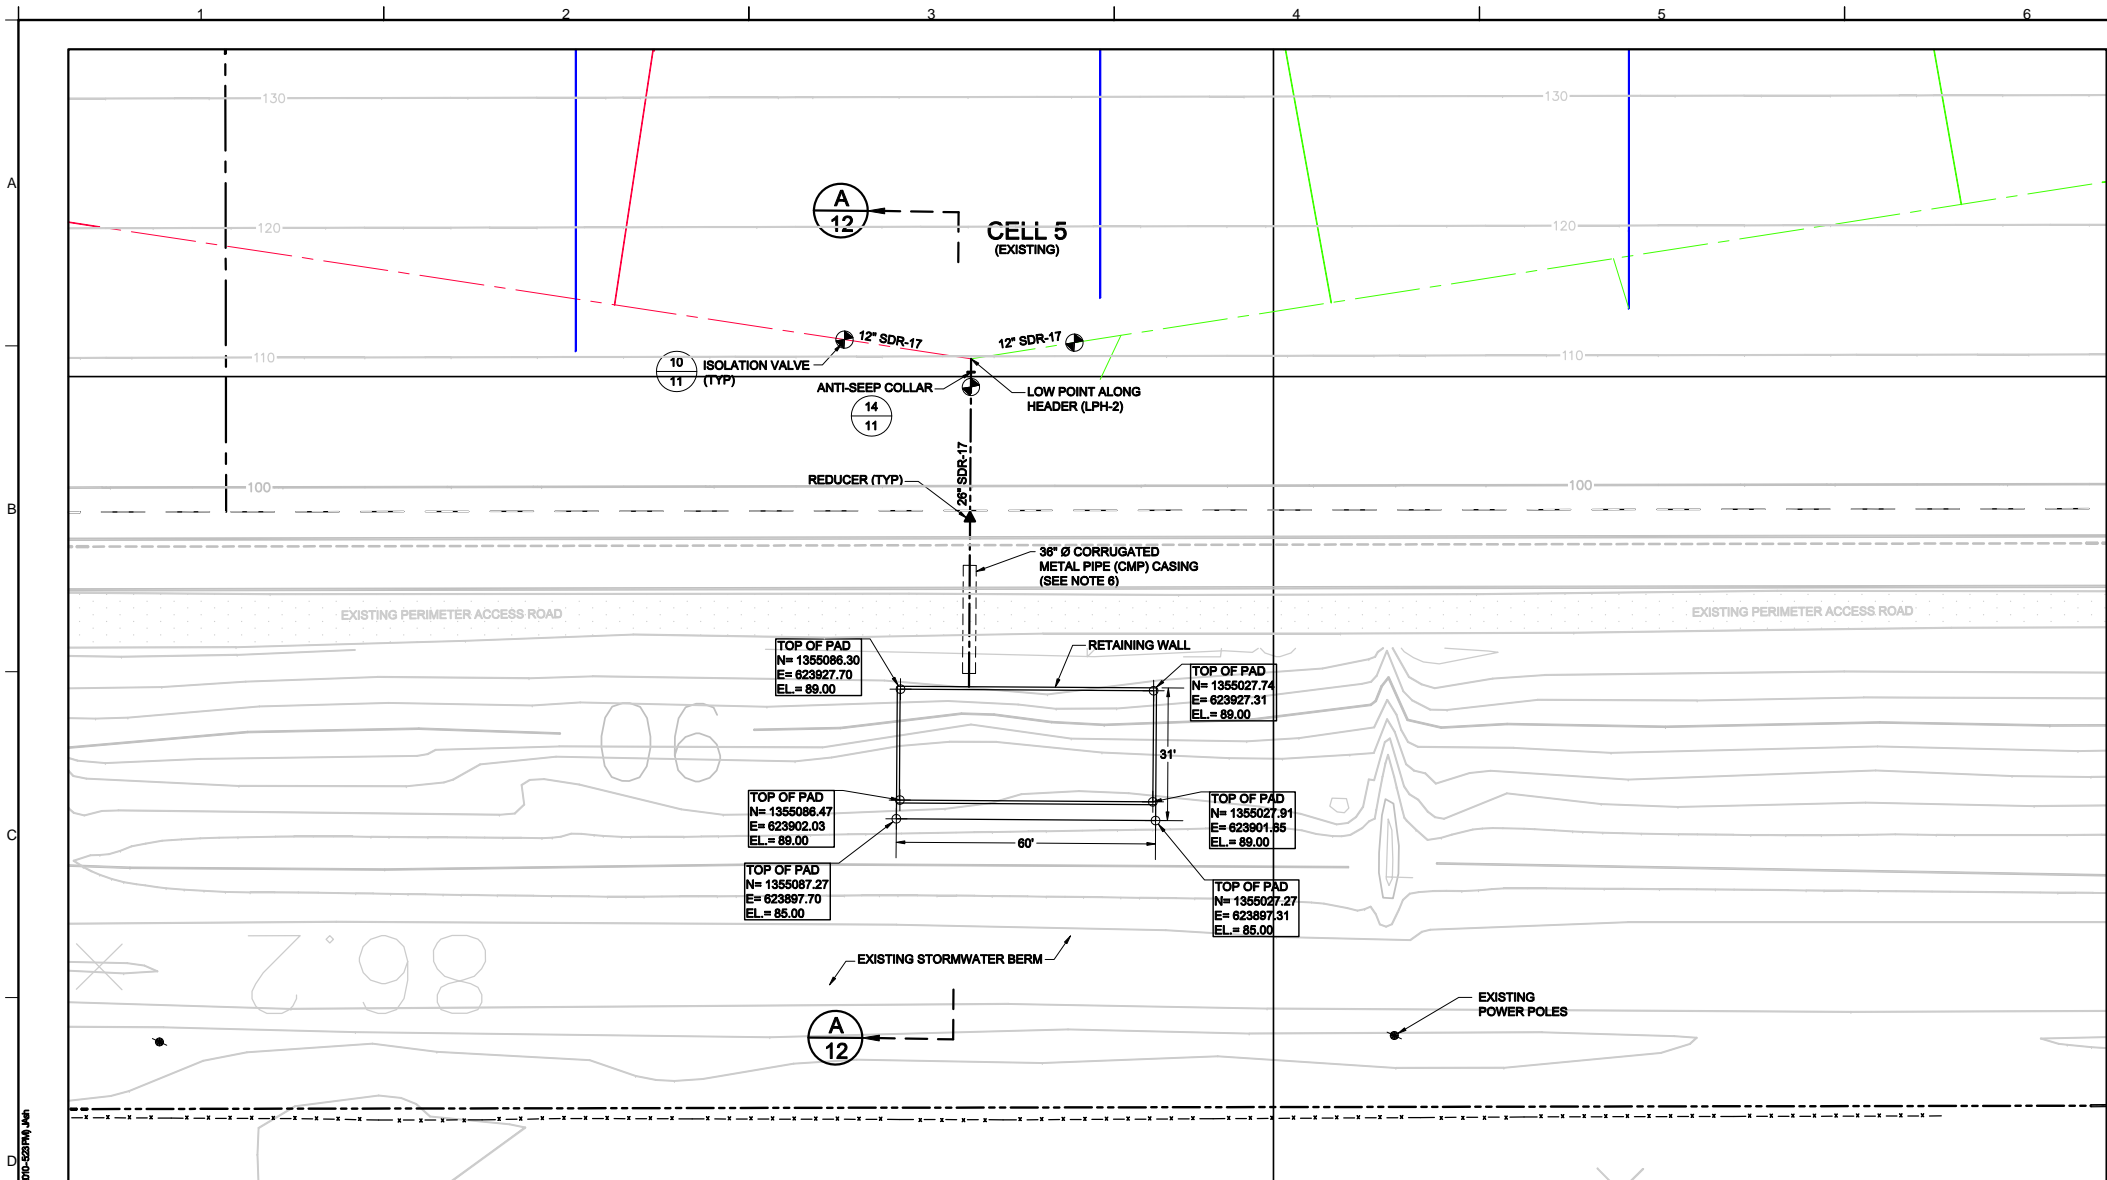 1 2 3 4 5 6
130 130
A
A
12
CELL 5
(EXISTING)
120 120
12" SDR-17
12" SDR-17
110 110
10
11
ISOLATION VALVE
(TYP)
ANTI-SEEP COLLAR
14
11
LOW POINT ALONG
HEADER (LPH-2)
26" SDR-17
REDUCER (TYP)
100 100
B
36" Ø CORRUGATED
METAL PIPE (CMP) CASING
(SEE NOTE 6)
EXISTING PERIMETER ACCESS ROAD
EXISTING PERIMETER ACCESS ROAD
RETAINING WALL
TOP OF PAD
N= 1355086.30
E= 623927.70
EL.= 89.00
TOP OF PAD
N= 1355027.74
E= 623927.31
EL.= 89.00
90
31'
TOP OF PAD
N= 1355086.47
E= 623902.03
EL.= 89.00
TOP OF PAD
N= 1355027.91
E= 623901.65
EL.= 89.00
C
60'
TOP OF PAD
N= 1355087.27
E= 623897.70
EL.= 85.00
TOP OF PAD
N= 1355027.27
E= 623897.31
EL.= 85.00
86.2
EXISTING STORMWATER BERM
EXISTING
POWER POLES
A
12
D